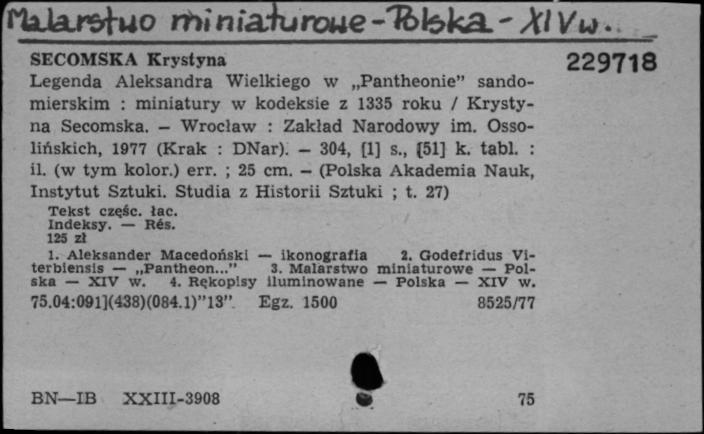 Malarstwo miniaturowe - Polska - XIV w.
SECOMSKA Krystyna
229718
Legenda Aleksandra Wielkiego w „Pantheonie” sando-
mierskim : miniatury w kodeksie z 1335 roku / Krysty-
na Secomska. — Wrocław : Zakład Narodowy im. Osso-
lińskich, 1977 (Krak : DNar). — 304, [1] s., [51] k. tabl. :
il. (w tym kolor.) err. ; 25 cm. — (Polska Akademia Nauk,
Instytut Sztuki. Studia z Historii Sztuki ; t. 27)
Tekst częśc. łac.
Indeksy. — Rés.
125 zł
1. Aleksander Macedoński — ikonografia 2. Godefridus Vi-
terbiensis — „Pantheon...” 3. Malarstwo miniaturowe — Pol-
ska — XIV w. 4. Rękopisy iluminowane — Polska — XIV w.
75.04:091](438)(084.1)”13”. Egz. 1500 8525/77
BN—IB XXIII-3908 75